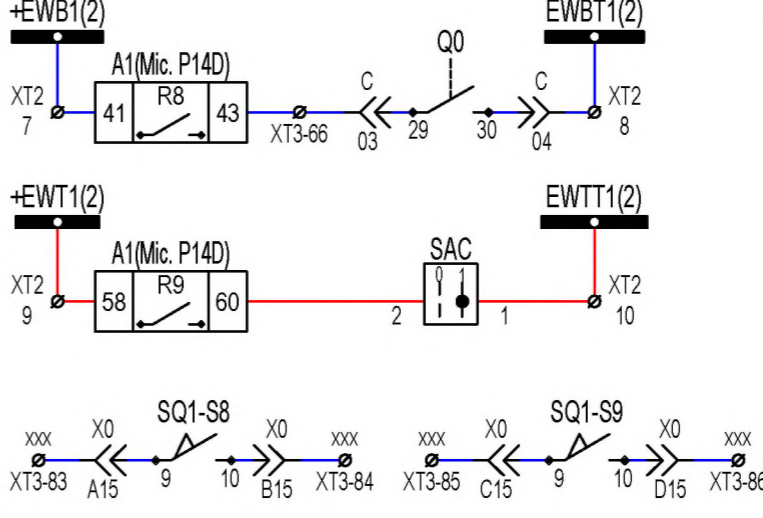 +EWB1(2) EWBT1(2)
Q0
A1(Mic. P14D)
XT2 R8 C C XT2
7 41 43 XT3-66 03 29 30 04 8
+EWT1(2) EWTT1(2)
A1(Mic. P14D) SAC
XT2 R9 0 1 XT2
9 58 60 2 1 10
SQ1-S8 SQ1-S9
xxx X0 X0 xxx xxx X0 X0 xxx
XT3-83 A15 9 10 B15 XT3-84 XT3-85 C15 9 10 D15 XT3-86